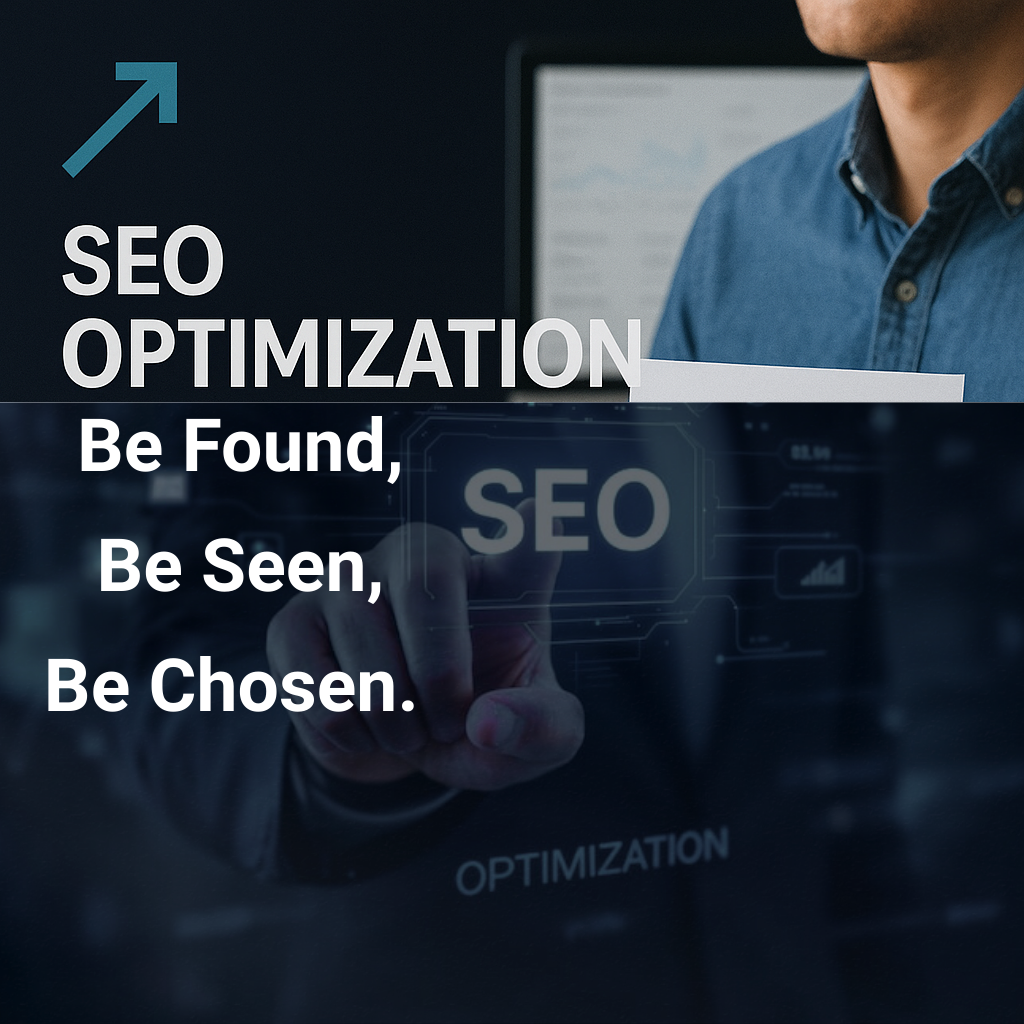 SEO
OPTIMIZATION
Be Found,
SEO
Be Seen,
Be Chosen.
OPTIMIZATION